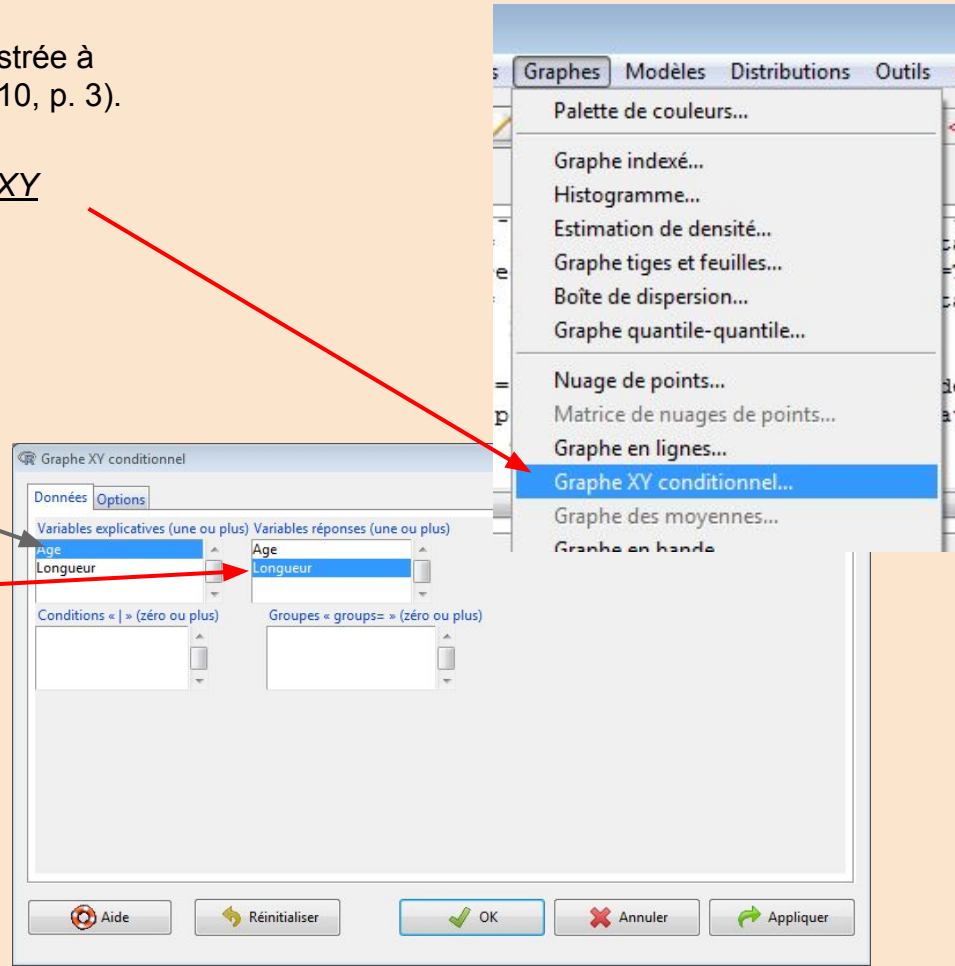 strée à
10, p. 3).
XY
Graphes Modèles Distributions Outils
Palette de couleurs...
Graphe indexé...
Histogramme...
Estimation de densité...
Graphe tiges et feuilles...
Boîte de dispersion...
Graphe quantile-quantile...
Nuage de points...
Matrice de nuages de points...
Graphe en lignes...
Graphe XY conditionnel...
Graphe des moyennes...
Graphe en bande
Graphe XY conditionnel
Données Options
Variables explicatives (une ou plus) Variables réponses (une ou plus)
Age Age
Longueur Longueur
Conditions « | » (zéro ou plus) Groupes « groups= » (zéro ou plus)
Aide Réinitialiser OK Annuler Appliquer